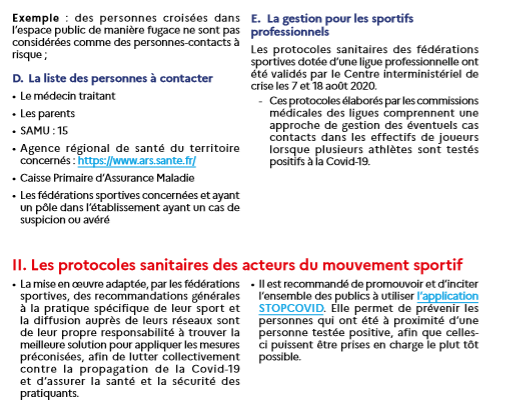 Exemple : des personnes croisées dans
l'espace public de manière fugace ne sont pas
considérées comme des personnes-contacts à
risque ;
D. La liste des personnes à contacter
• Le médecin traitant
• Les parents
• SAMU : 15
• Agence régional de santé du territoire
concernés : https://www.ars.sante.fr/
• Caisse Primaire d'Assurance Maladie
• Les fédérations sportives concernées et ayant
un pôle dans l'établissement ayant un cas de
suspicion ou avéré
E. La gestion pour les sportifs
professionnels
Les protocoles sanitaires des fédérations
sportives dotée d'une ligue professionnelle ont
été validés par le Centre interministériel de
crise les 7 et 18 août 2020.
- Ces protocoles élaborés par les commissions
médicales des ligues comprennent une
approche de gestion des éventuels cas
contacts dans les effectifs de joueurs
lorsque plusieurs athlètes sont testés
positifs à la Covid-19.
II. Les protocoles sanitaires des acteurs du mouvement sportif
• La mise en œuvre adaptée, par les fédérations
sportives, des recommandations générales
à la pratique spécifique de leur sport et
la diffusion auprès de leurs réseaux sont
de leur propre responsabilité à trouver la
meilleure solution pour appliquer les mesures
préconisées, afin de lutter collectivement
contre la propagation de la Covid-19
et d'assurer la santé et la sécurité des
pratiquants.
• Il est recommandé de promouvoir et d'inciter
l'ensemble des publics à utiliser l'application
STOPCOVID. Elle permet de prévenir les
personnes qui ont été à proximité d'une
personne testée positive, afin que celles-
ci puissent être prises en charge le plut tôt
possible.